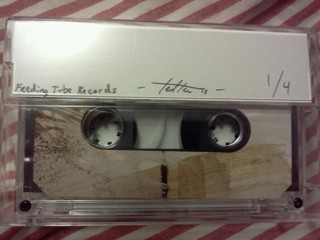 Feeding Tube Records - - 1/4